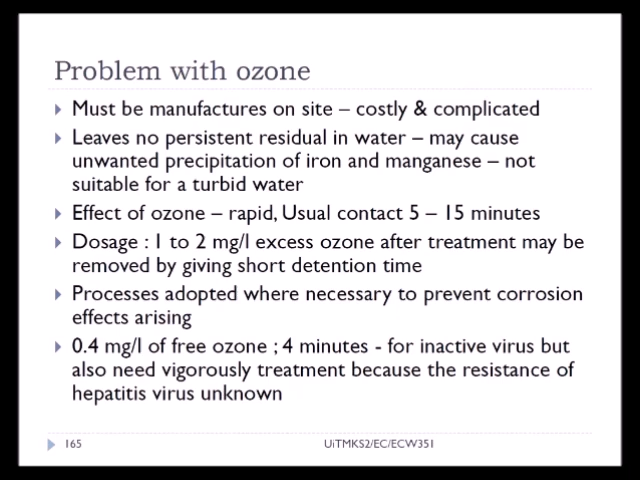 Problem with ozone
Must be manufactures on site – costly & complicated
Leaves no persistent residual in water – may cause
unwanted precipitation of iron and manganese – not
suitable for a turbid water
Effect of ozone – rapid, Usual contact 5 – 15 minutes
Dosage : 1 to 2 mg/l excess ozone after treatment may be
removed by giving short detention time
Processes adopted where necessary to prevent corrosion
effects arising
0.4 mg/l of free ozone ; 4 minutes - for inactive virus but
also need vigorously treatment because the resistance of
hepatitis virus unknown
165
UiTMKS2/EC/ECW351